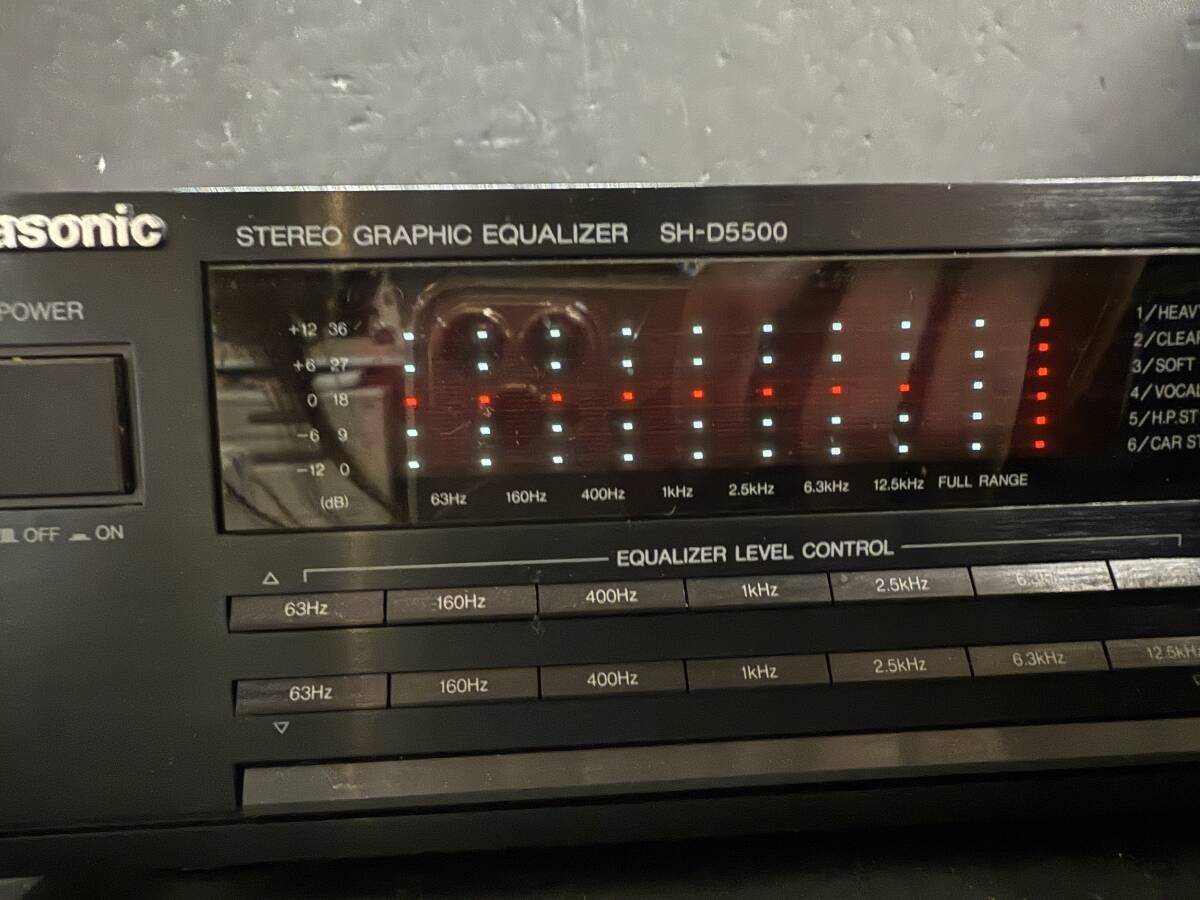 asonic
STEREO GRAPHIC EQUALIZER SH-D5500
POWER
OFF ON
+12 36
+6 27
0 18
-6 9
-12 0
(dB)
63Hz 160Hz 400Hz 1kHz 2.5kHz 6.3kHz 12.5kHz FULL RANGE
1/HEAV
2/CLEA
3/SOFT
4/VOCAL
5/H.P.ST
6/CAR S
EQUALIZER LEVEL CONTROL
63Hz 160Hz 400Hz 1kHz 2.5kHz
63Hz 160Hz 400Hz 1kHz 2.5kHz 6.3kHz 12.5kH